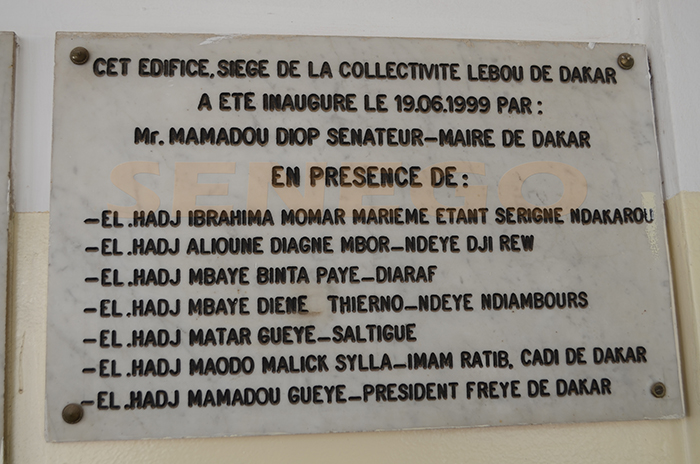 CET EDIFICE, SIEGE DE LA COLLECTIVITE LEBOU DE DAKAR
A ETE INAUGURE LE 19.06.1999 PAR :
Mr. MAMADOU DIOP SENATEUR-MAIRE DE DAKAR
EN PRESENCE DE :
SENEGO
-EL.HADJ IBRAHIMA MOMAR MARIEME ETANT SERIGNE NDAKAROU
-EL.HADJ ALIOUNE DIAGNE MBOR-NDEYE DJI REW
-EL.HADJ MBAYE BINTA PAYE-DIARAF
-EL.HADJ MBAYE DIENE THIERNO-NDEYE NDIAMBOURS
-EL.HADJ MATAR GUEYE-SALTIGUE
-EL.HADJ MAODO MALICK SYLLA-IMAM RATIB, CADI DE DAKAR
-EL.HADJ MAMADOU GUEYE-PRESIDENT FREYE DE DAKAR